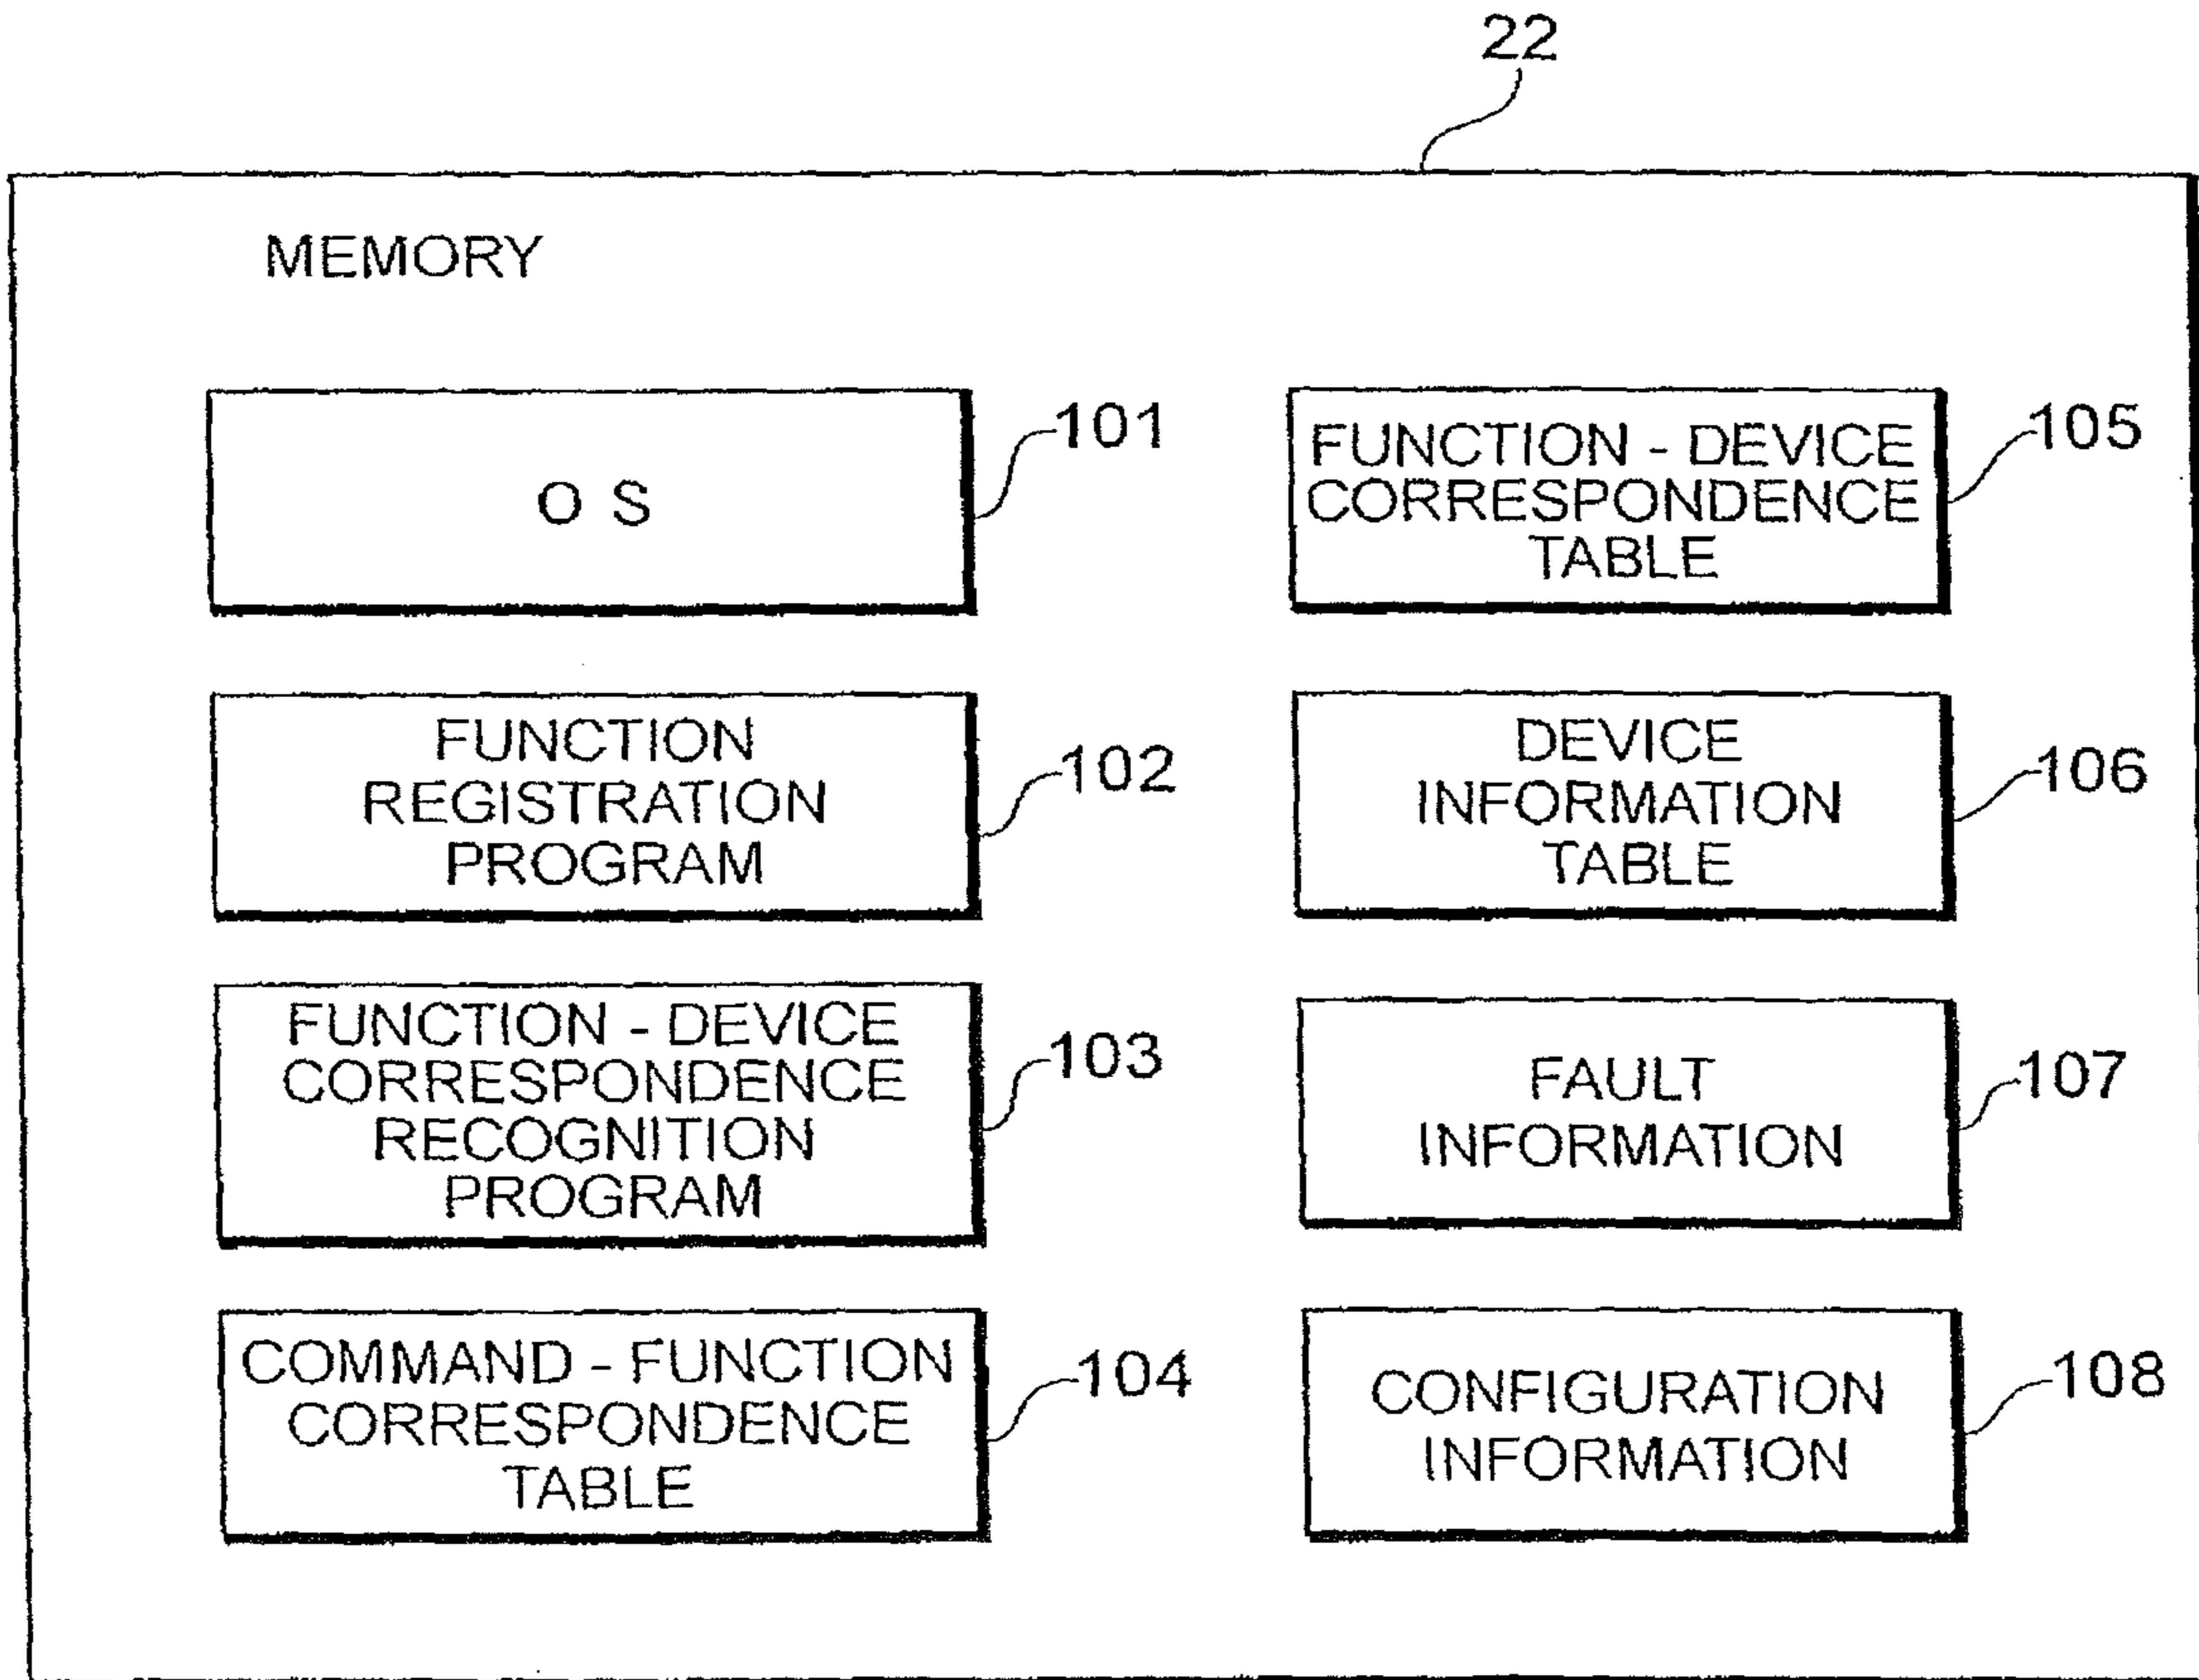 22
MEMORY
O S
101
FUNCTION
REGISTRATION
PROGRAM
102
FUNCTION - DEVICE
CORRESPONDENCE
RECOGNITION
PROGRAM
103
COMMAND - FUNCTION
CORRESPONDENCE
TABLE
104
FUNCTION - DEVICE
CORRESPONDENCE
TABLE
105
DEVICE
INFORMATION
TABLE
106
FAULT
INFORMATION
107
CONFIGURATION
INFORMATION
108